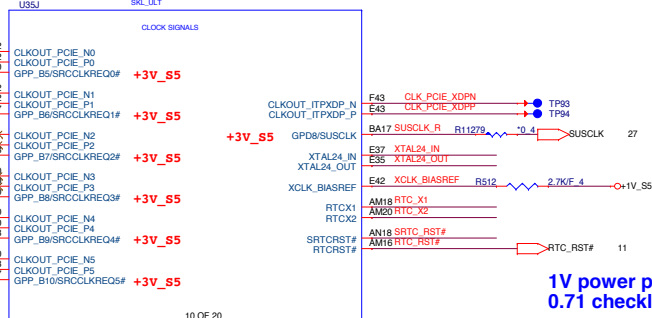 U35J SKL_ULT
CLOCK SIGNALS
CLKOUT_PCIE_N0
CLKOUT_PCIE_P0
GPP_B5/SRCCLKREQ0# +3V_S5
CLKOUT_PCIE_N1
CLKOUT_PCIE_P1
GPP_B6/SRCCLKREQ1# +3V_S5
CLKOUT_PCIE_N2
CLKOUT_PCIE_P2
GPP_B7/SRCCLKREQ2# +3V_S5
CLKOUT_PCIE_N3
CLKOUT_PCIE_P3
GPP_B8/SRCCLKREQ3# +3V_S5
CLKOUT_PCIE_N4
CLKOUT_PCIE_P4
GPP_B9/SRCCLKREQ4# +3V_S5
CLKOUT_PCIE_N5
CLKOUT_PCIE_P5
GPP_B10/SRCCLKREQ5# +3V_S5
CLKOUT_ITPXDP_N F43 CLK_PCIE_XDPN TP93
CLKOUT_ITPXDP_P E43 CLK_PCIE_XDPP TP94
+3V_S5 GPD8/SUSCLK BA17 SUSCLK_R R11279 *0_4 SUSCLK 27
XTAL24_IN E37 XTAL24_IN
XTAL24_OUT E35 XTAL24_OUT
XCLK_BIASREF E42 XCLK_BIASREF R512 2.7K/F_4 +1V_S5
RTCX1 AM18 RTC_X1
RTCX2 AM20 RTC_X2
SRTCRST# AN18 SRTC_RST#
RTCRST# AM16 RTC_RST# RTC_RST# 11
10 OF 20
1V power p
0.71 checkl